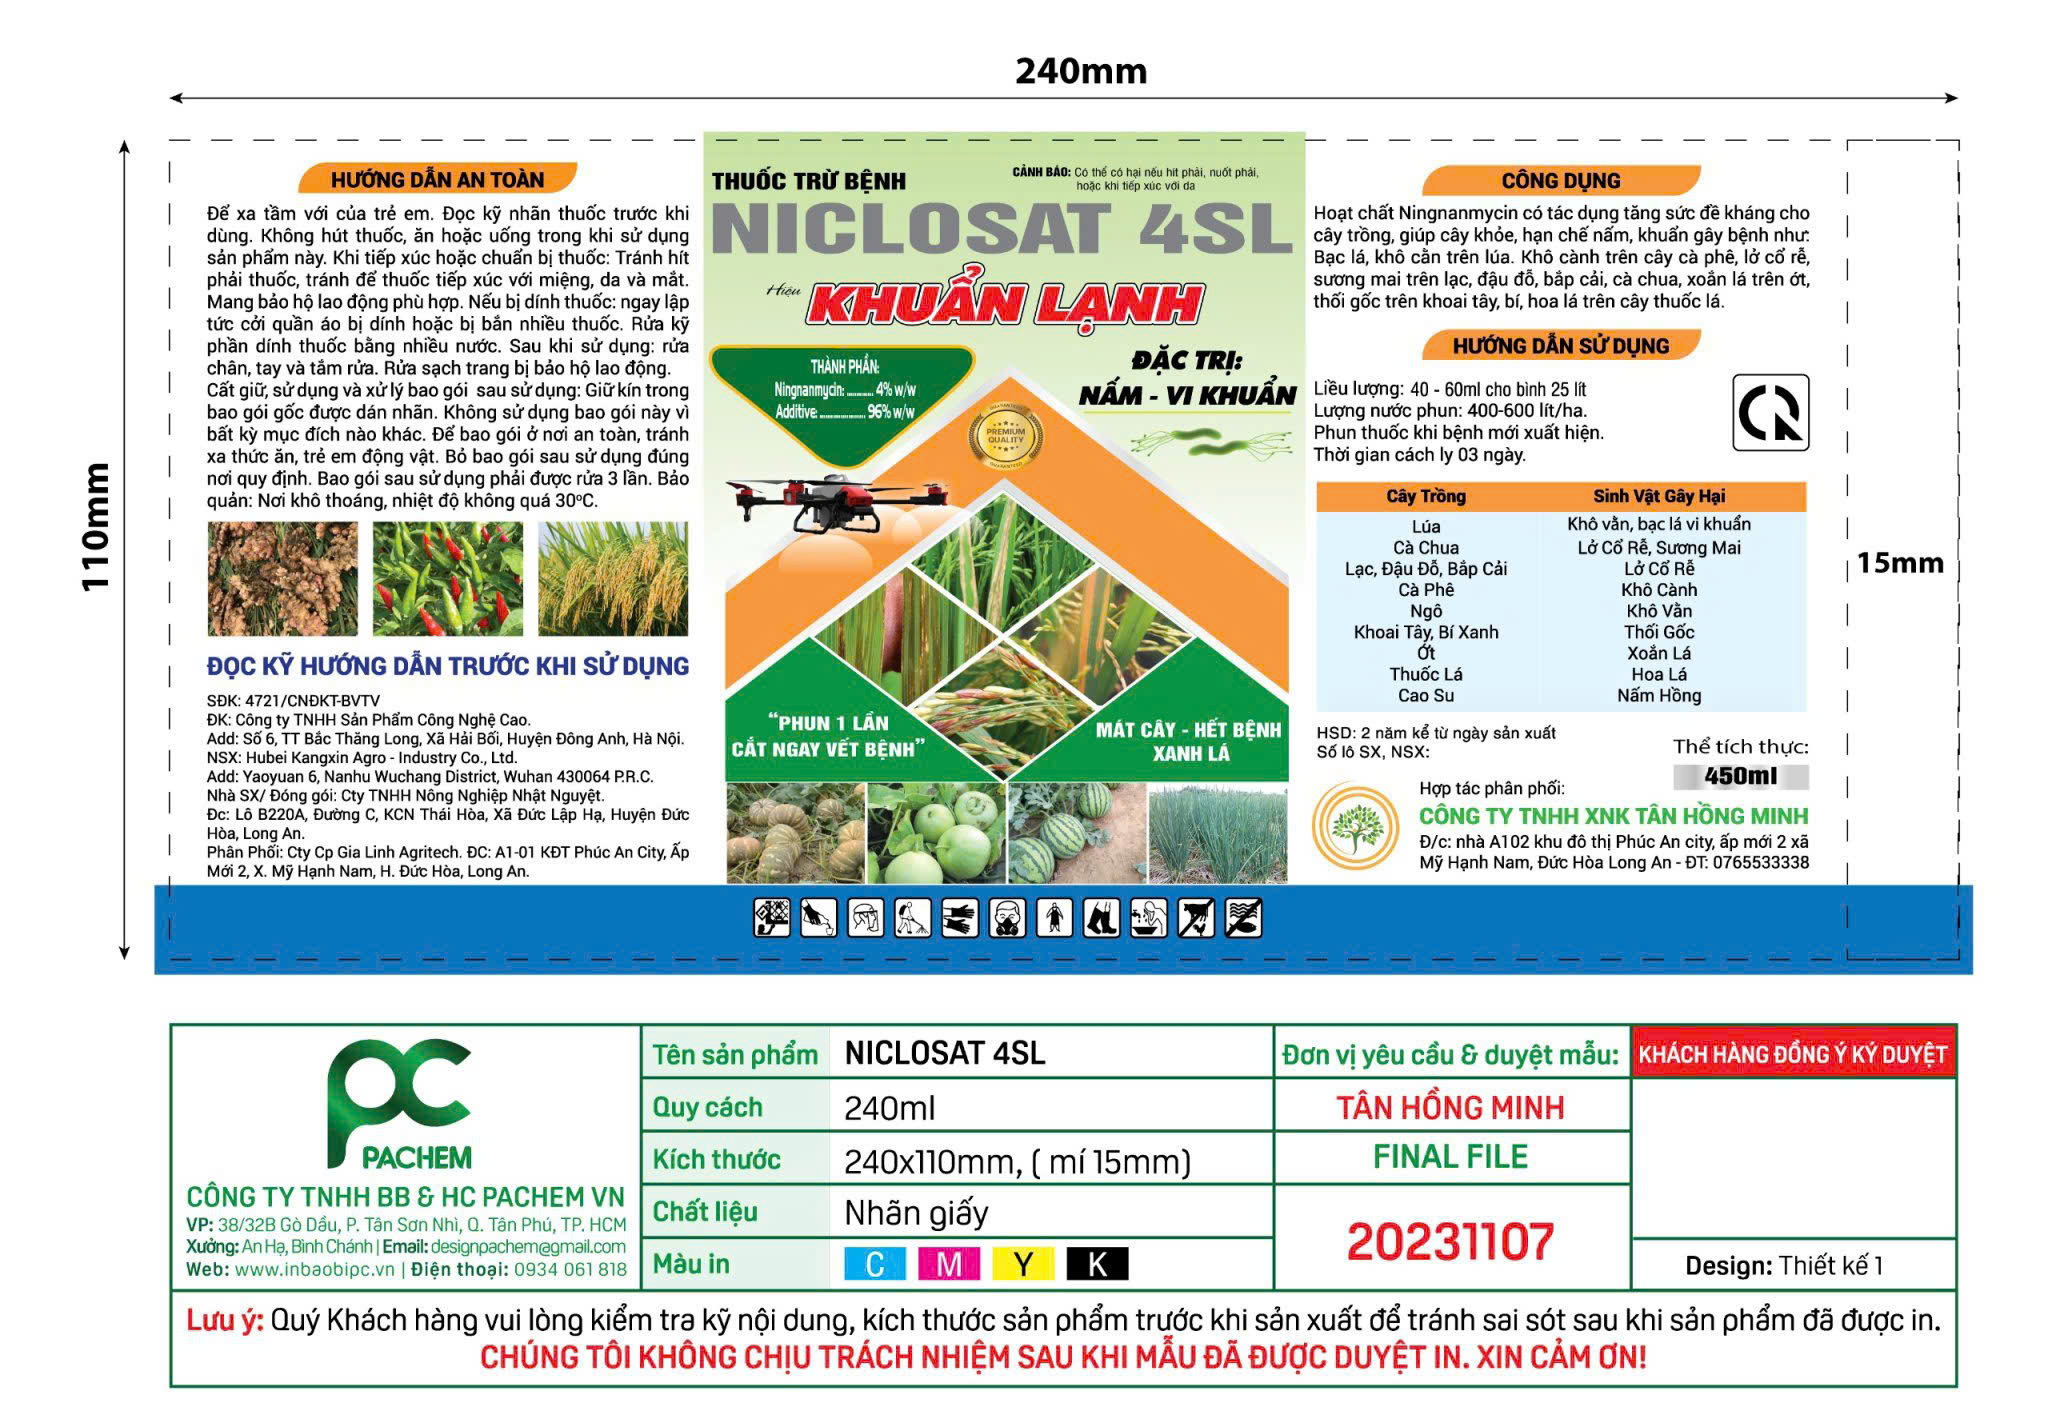 240mm
110mm
HƯỚNG DẪN AN TOÀN
Để xa tầm với của trẻ em. Đọc kỹ nhãn thuốc trước khi
dùng. Không hút thuốc, ăn hoặc uống trong khi sử dụng
sản phẩm này. Khi tiếp xúc hoặc chuẩn bị thuốc: Tránh hít
phải thuốc, tránh để thuốc tiếp xúc với miệng, da và mắt.
Mang bảo hộ lao động phù hợp. Nếu bị dính thuốc: ngay lập
tức cởi quần áo bị dính hoặc bị bắn nhiều thuốc. Rửa kỹ
phần dính thuốc bằng nhiều nước. Sau khi sử dụng: rửa
chân, tay và tắm rửa. Rửa sạch trang bị bảo hộ lao động.
Cất giữ, sử dụng và xử lý bao gói sau sử dụng: Giữ kín trong
bao gói gốc được dán nhãn. Không sử dụng bao gói này vì
bất kỳ mục đích nào khác. Để bao gói ở nơi an toàn, tránh
xa thức ăn, trẻ em động vật. Bỏ bao gói sau sử dụng đúng
nơi quy định. Bao gói sau sử dụng phải được rửa 3 lần. Bảo
quản: Nơi khô thoáng, nhiệt độ không quá 30°C.
ĐỌC KỸ HƯỚNG DẪN TRƯỚC KHI SỬ DỤNG
SĐK: 4721/CNĐKT-BVTV
ĐK: Công ty TNHH Sản Phẩm Công Nghệ Cao.
Add: Số 6, TT Bắc Thăng Long, Xã Hải Bối, Huyện Đông Anh, Hà Nội.
NSX: Hubei Kangxin Agro - Industry Co., Ltd.
Add: Yaoyuan 6, Nanhu Wuchang District, Wuhan 430064 P.R.C.
Nhà SX/ Đóng gói: Cty TNHH Nông Nghiệp Nhật Nguyệt.
Đc: Lô B220A, Đường C, KCN Thái Hòa, Xã Đức Lập Hạ, Huyện Đức
Hòa, Long An.
Phân Phối: Cty Cp Gia Linh Agritech. ĐC: A1-01 KĐT Phúc An City, Ấp
Mới 2, X. Mỹ Hạnh Nam, H. Đức Hòa, Long An.
THUỐC TRỪ BỆNH
CẢNH BÁO: Có thể có hại nếu hít phải, nuốt phải,
hoặc khi tiếp xúc với da
NICLOSAT 4SL
Hiệu KHUẨN LẠNH
THÀNH PHẦN:
Ningnanmycin: ............ 4% w/w
Additive: ..................... 96% w/w
ĐẶC TRỊ:
NẤM - VI KHUẨN
PREMIUM
QUALITY
"PHUN 1 LẦN
CẮT NGAY VẾT BỆNH"
MÁT CÂY - HẾT BỆNH
XANH LÁ
CÔNG DỤNG
Hoạt chất Ningnanmycin có tác dụng tăng sức đề kháng cho
cây trồng, giúp cây khỏe, hạn chế nấm, khuẩn gây bệnh như:
Bạc lá, khô cằn trên lúa. Khô cành trên cây cà phê, lở cổ rễ,
sương mai trên lạc, đậu đỗ, bắp cải, cà chua, xoắn lá trên ớt,
thối gốc trên khoai tây, bí, hoa lá trên cây thuốc lá.
HƯỚNG DẪN SỬ DỤNG
Liều lượng: 40 - 60ml cho bình 25 lít
Lượng nước phun: 400-600 lít/ha.
Phun thuốc khi bệnh mới xuất hiện.
Thời gian cách ly 03 ngày.
Cây Trồng Sinh Vật Gây Hại
Lúa Khô vằn, bạc lá vi khuẩn
Cà Chua Lở Cổ Rễ, Sương Mai
Lạc, Đậu Đỗ, Bắp Cải Lở Cổ Rễ
Cà Phê Khô Cành
Ngô Khô Vằn
Khoai Tây, Bí Xanh Thối Gốc
Ớt Xoắn Lá
Thuốc Lá Hoa Lá
Cao Su Nấm Hồng
HSD: 2 năm kể từ ngày sản xuất
Số lô SX, NSX:
Thể tích thực:
450ml
Hợp tác phân phối:
CÔNG TY TNHH XNK TÂN HỒNG MINH
Đ/c: nhà A102 khu đô thị Phúc An city, ấp mới 2 xã
Mỹ Hạnh Nam, Đức Hòa Long An - ĐT: 0765533338
15mm
PACHEM
CÔNG TY TNHH BB & HC PACHEM VN
VP: 38/32B Gò Dầu, P. Tân Sơn Nhì, Q. Tân Phú, TP. HCM
Xưởng: An Hạ, Bình Chánh | Email: designpachem@gmail.com
Web: www.inbaobipc.vn | Điện thoại: 0934 061 818
Tên sản phẩm NICLOSAT 4SL
Quy cách 240ml
Kích thước 240x110mm, ( mí 15mm)
Chất liệu Nhãn giấy
Màu in C M Y K
Đơn vị yêu cầu & duyệt mẫu:
TÂN HỒNG MINH
FINAL FILE
20231107
KHÁCH HÀNG ĐỒNG Ý KÝ DUYỆT
Design: Thiết kế 1
Lưu ý: Quý Khách hàng vui lòng kiểm tra kỹ nội dung, kích thước sản phẩm trước khi sản xuất để tránh sai sót sau khi sản phẩm đã được in.
CHÚNG TÔI KHÔNG CHỊU TRÁCH NHIỆM SAU KHI MẪU ĐÃ ĐƯỢC DUYỆT IN. XIN CẢM ƠN!